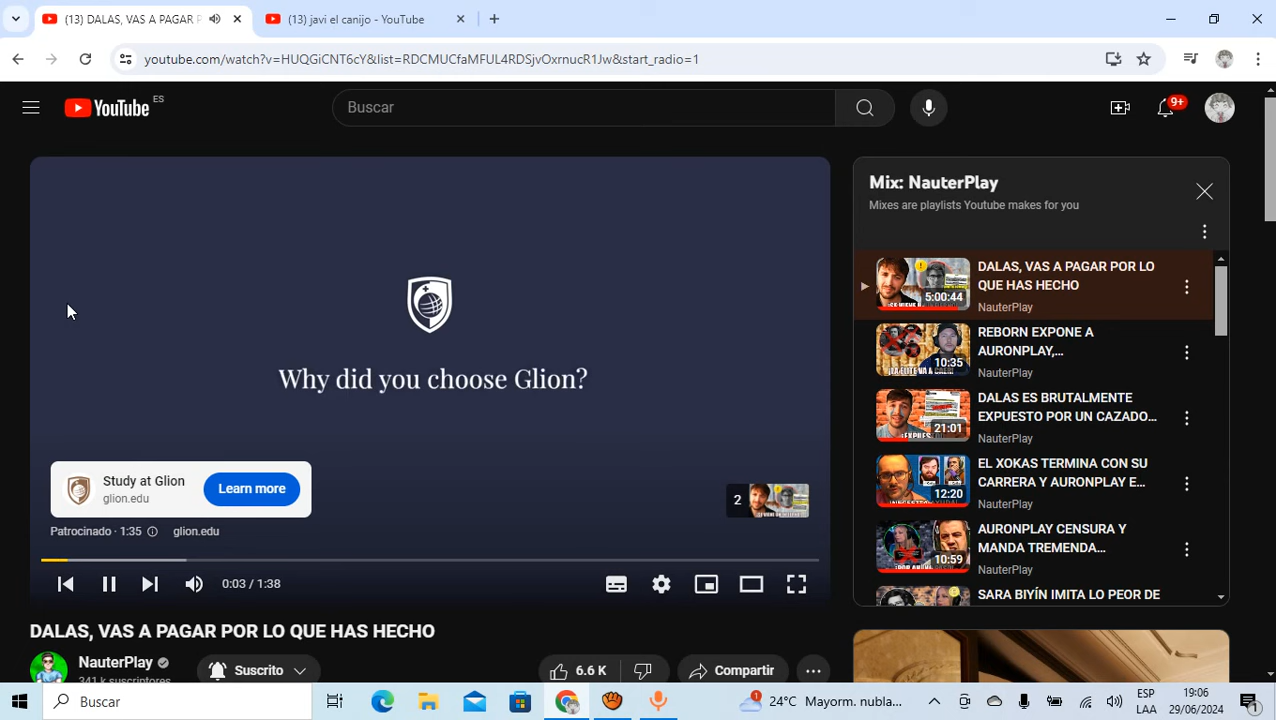 (13) DALAS, VAS A PAGAR P
(13) javi el canijo - YouTube
youtube.com/watch?v=HUQGiCNT6cY&list=RDCMUCfaMFUL4RDSjvOxrnucR1Jw&start_radio=1
YouTube ES
Buscar
9+
Mix: NauterPlay
Mixes are playlists Youtube makes for you
DALAS, VAS A PAGAR POR LO
QUE HAS HECHO
NauterPlay
5:00:44
REBORN EXPONE A
AURONPLAY,...
NauterPlay
10:35
DALAS ES BRUTALMENTE
EXPUESTO POR UN CAZADO...
NauterPlay
21:01
EL XOKAS TERMINA CON SU
CARRERA Y AURONPLAY E...
NauterPlay
12:20
AURONPLAY CENSURA Y
MANDA TREMENDA...
NauterPlay
10:59
SARA BIYÍN IMITA LO PEOR DE
Why did you choose Glion?
Study at Glion
glion.edu
Learn more
2
Patrocinado · 1:35
glion.edu
0:03 / 1:38
DALAS, VAS A PAGAR POR LO QUE HAS HECHO
NauterPlay
341 k suscriptores
Suscrito
6.6 K
Compartir
Buscar
1
24°C Mayorm. nubla...
ESP
LAA
19:06
29/06/2024
1